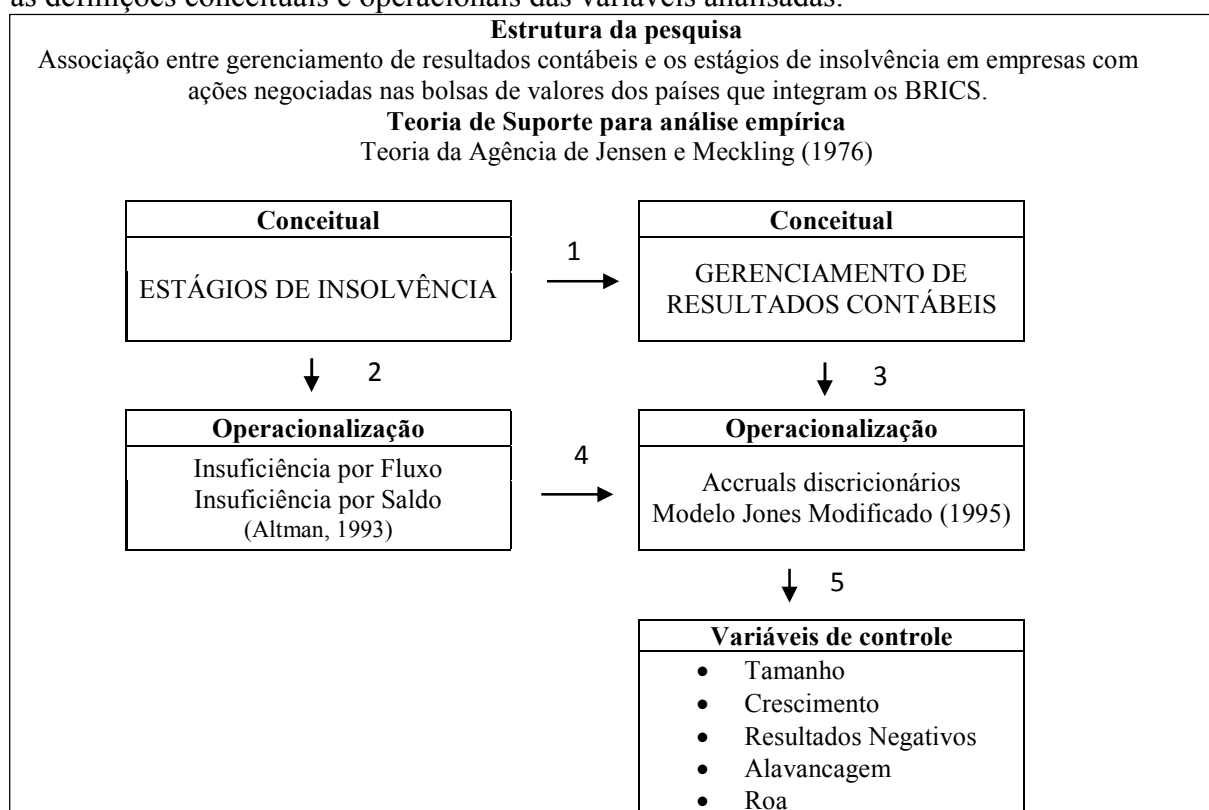 as definições conceituais e operacionais das variáveis analisadas.
Estrutura da pesquisa
Associação entre gerenciamento de resultados contábeis e os estágios de insolvência em empresas com
ações negociadas nas bolsas de valores dos países que integram os BRICS.
Teoria de Suporte para análise empírica
Teoria da Agência de Jensen e Meckling (1976)
Conceitual
ESTÁGIOS DE INSOLVÊNCIA
1
Conceitual
GERENCIAMENTO DE
RESULTADOS CONTÁBEIS
2
3
Operacionalização
Insuficiência por Fluxo
Insuficiência por Saldo
(Altman, 1993)
4
Operacionalização
Accruals discricionários
Modelo Jones Modificado (1995)
5
Variáveis de controle
• Tamanho
• Crescimento
• Resultados Negativos
• Alavancagem
• Roa